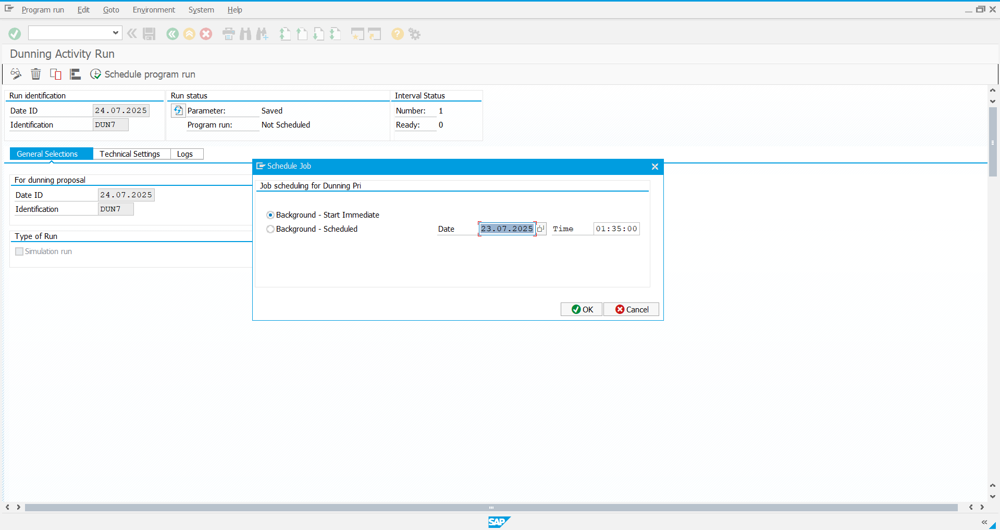 Program run Edit Goto Environment System Help
Dunning Activity Run
Schedule program run
Run identification
Date ID 24.07.2025
Identification DUN7
Run status
Parameter: Saved
Program run: Not Scheduled
Interval Status
Number: 1
Ready: 0
General Selections Technical Settings Logs
For dunning proposal
Date ID 24.07.2025
Identification DUN7
Type of Run
Simulation run
Schedule Job
Job scheduling for Dunning Pri
Background - Start Immediate
Background - Scheduled Date 23.07.2025 Time 01:35:00
OK Cancel
SAP